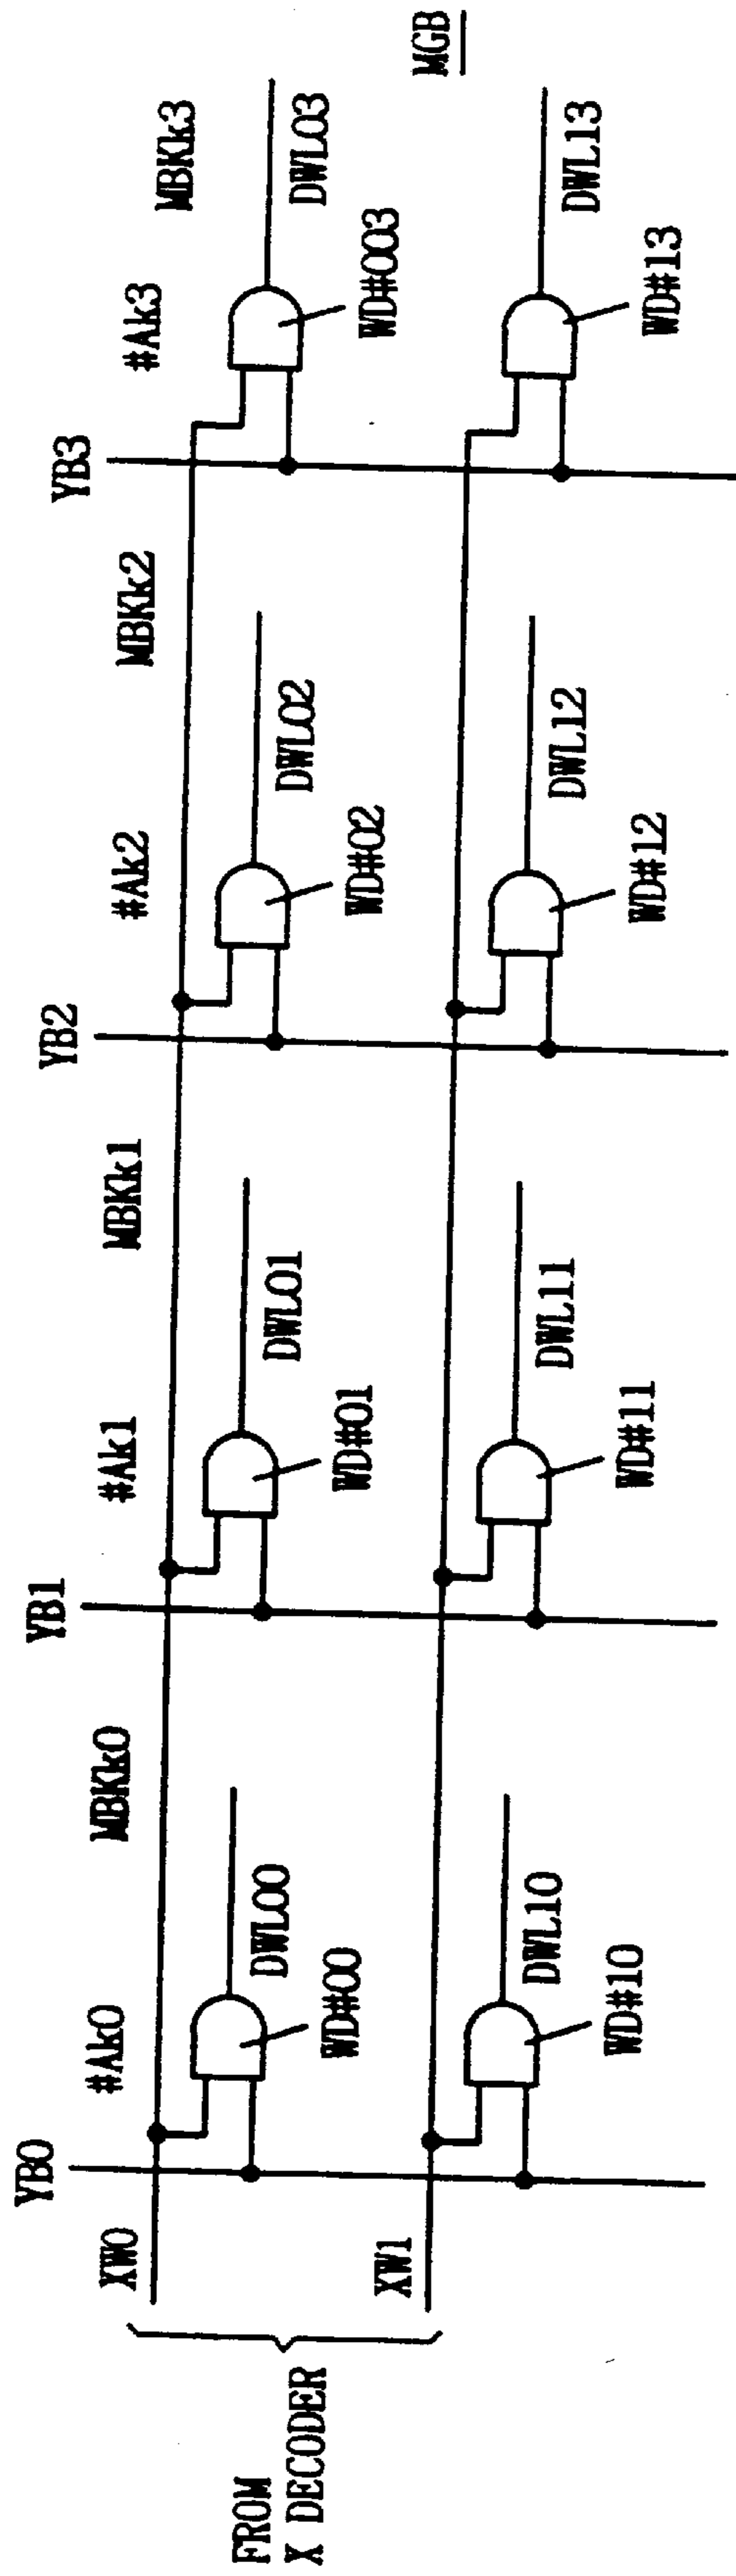 YB0
YB1
YB2
YB3
#Ak0
MBKk0
#Ak1
MBKk1
#Ak2
MBKk2
#Ak3
MBKk3
XW0
DWL00
DWL01
DWL02
DWL03
WD#00
WD#01
WD#02
WD#003
FROM
X DECODER
XW1
MGB
DWL10
DWL11
DWL12
DWL13
WD#10
WD#11
WD#12
WD#13